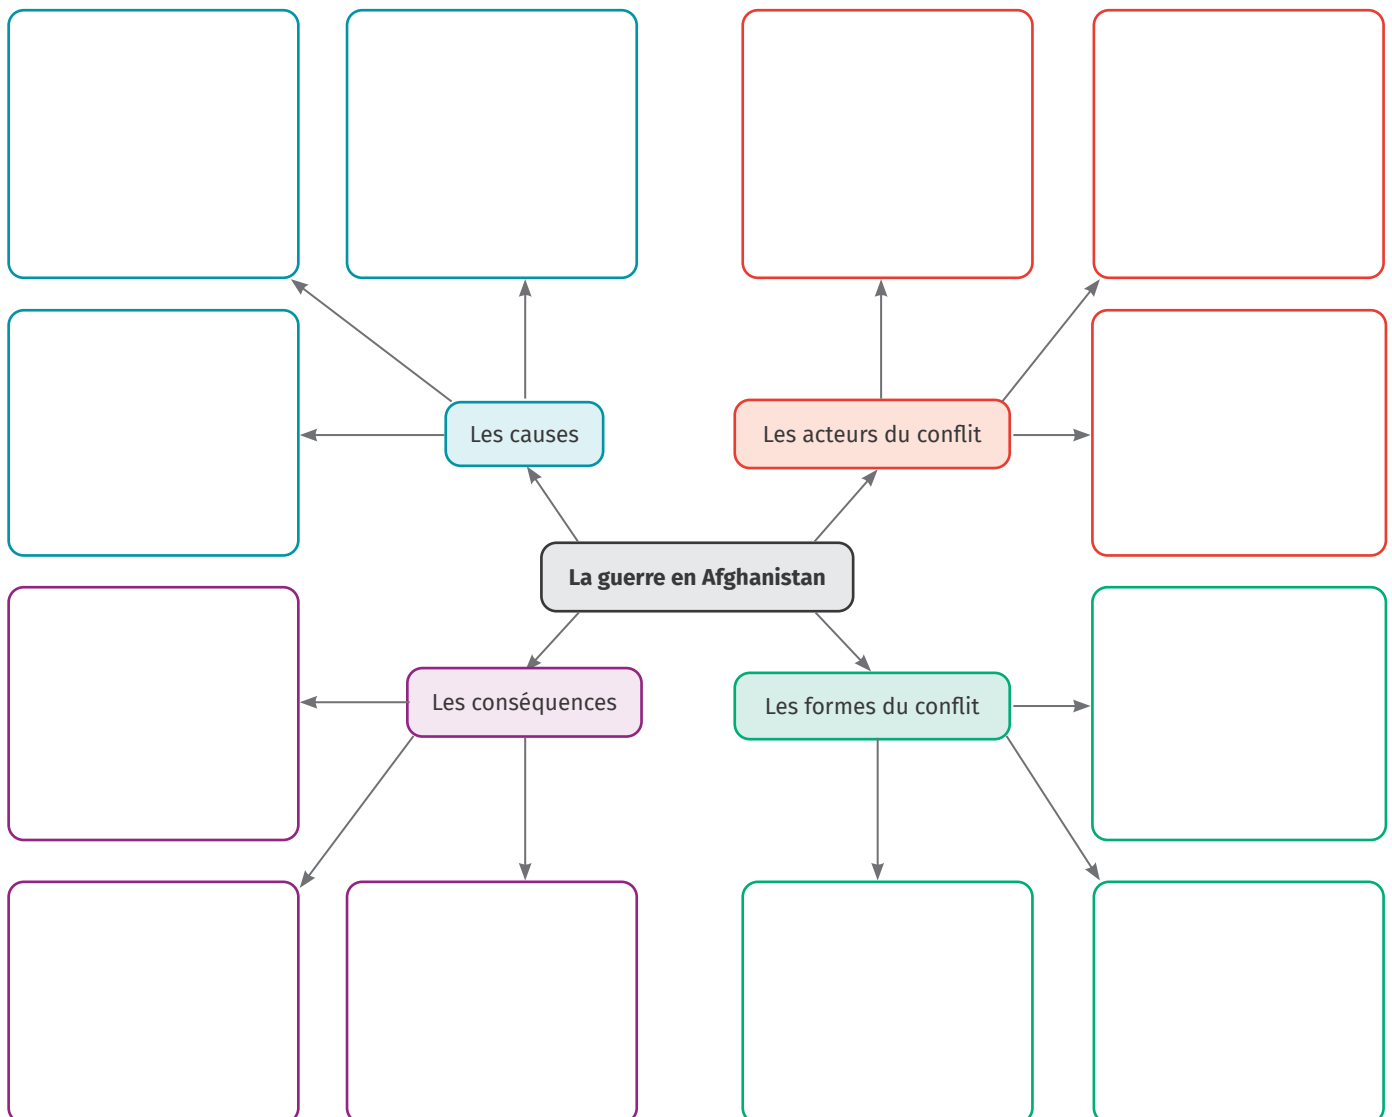 Les causes
Les acteurs du conflit
La guerre en Afghanistan
Les conséquences
Les formes du conflit